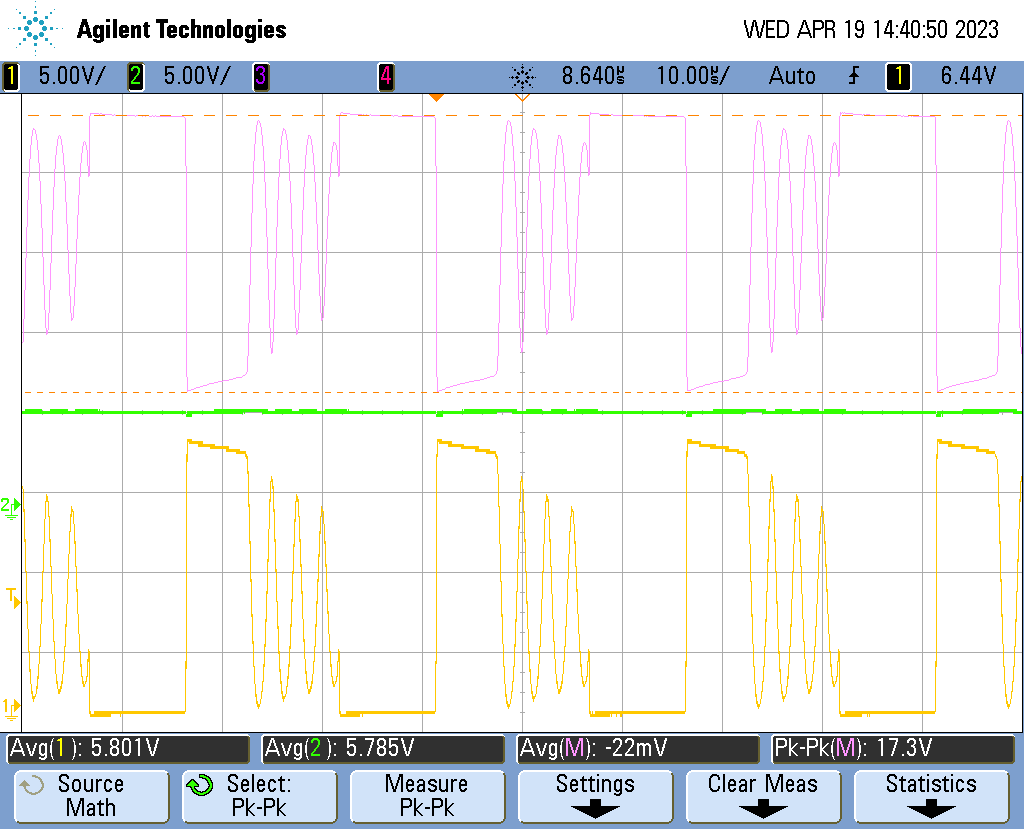 Agilent Technologies WED APR 19 14:40:50 2023
1 5.00V/ 2 5.00V/ 3 4 8.640µs 10.00µs/ Auto 1 6.44V
2
T
1
Avg(1): 5.801V Avg(2): 5.785V Avg(M): -22mV Pk-Pk(M): 17.3V
Source Select: Measure Settings Clear Meas Statistics
Math Pk-Pk Pk-Pk